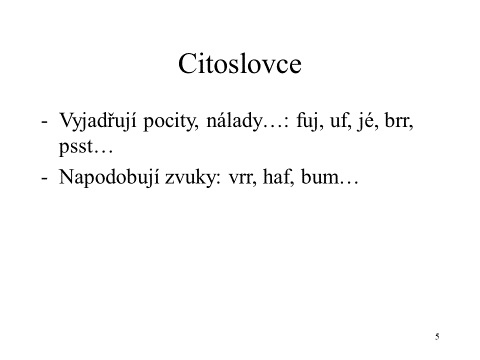 Citoslovce
- Vyjadřují pocity, nálady…: fuj, uf, jé, brr,
psst…
- Napodobují zvuky: vrr, haf, bum…
5